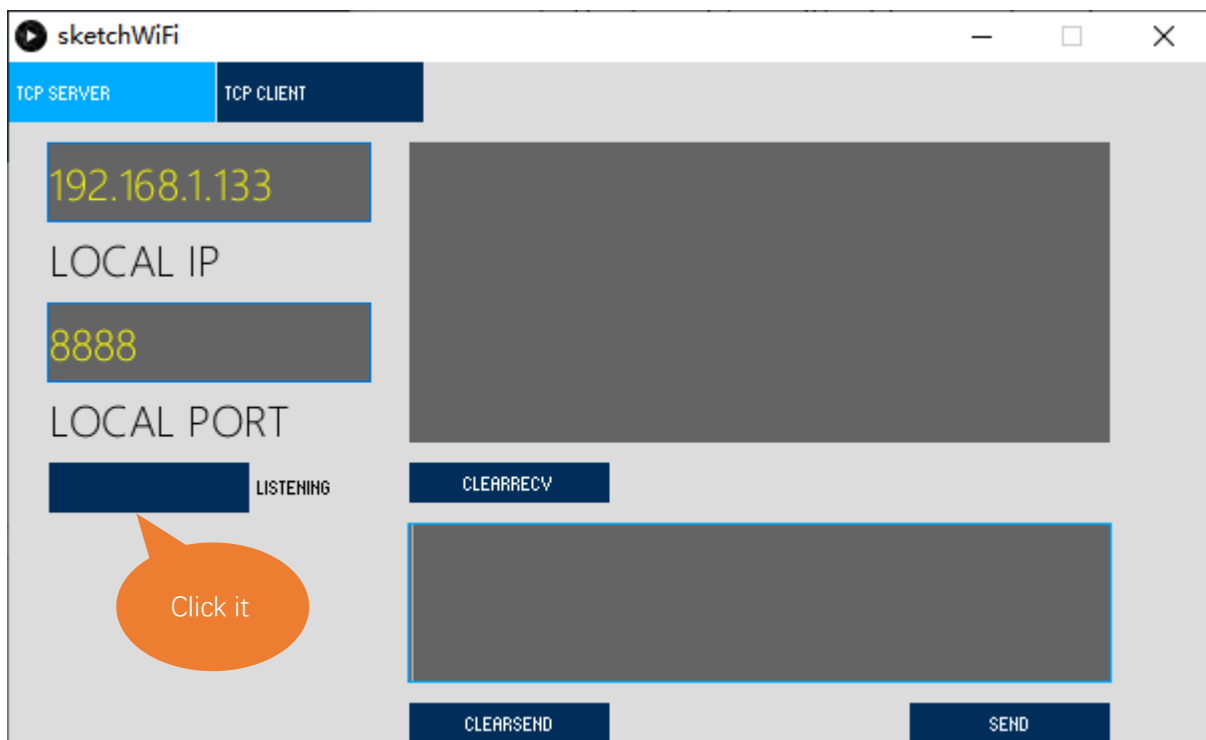 sketchWiFi
TCP SERVER
TCP CLIENT
192.168.1.133
LOCAL IP
8888
LOCAL PORT
LISTENING
CLEARRECV
Click it
CLEARSEND
SEND